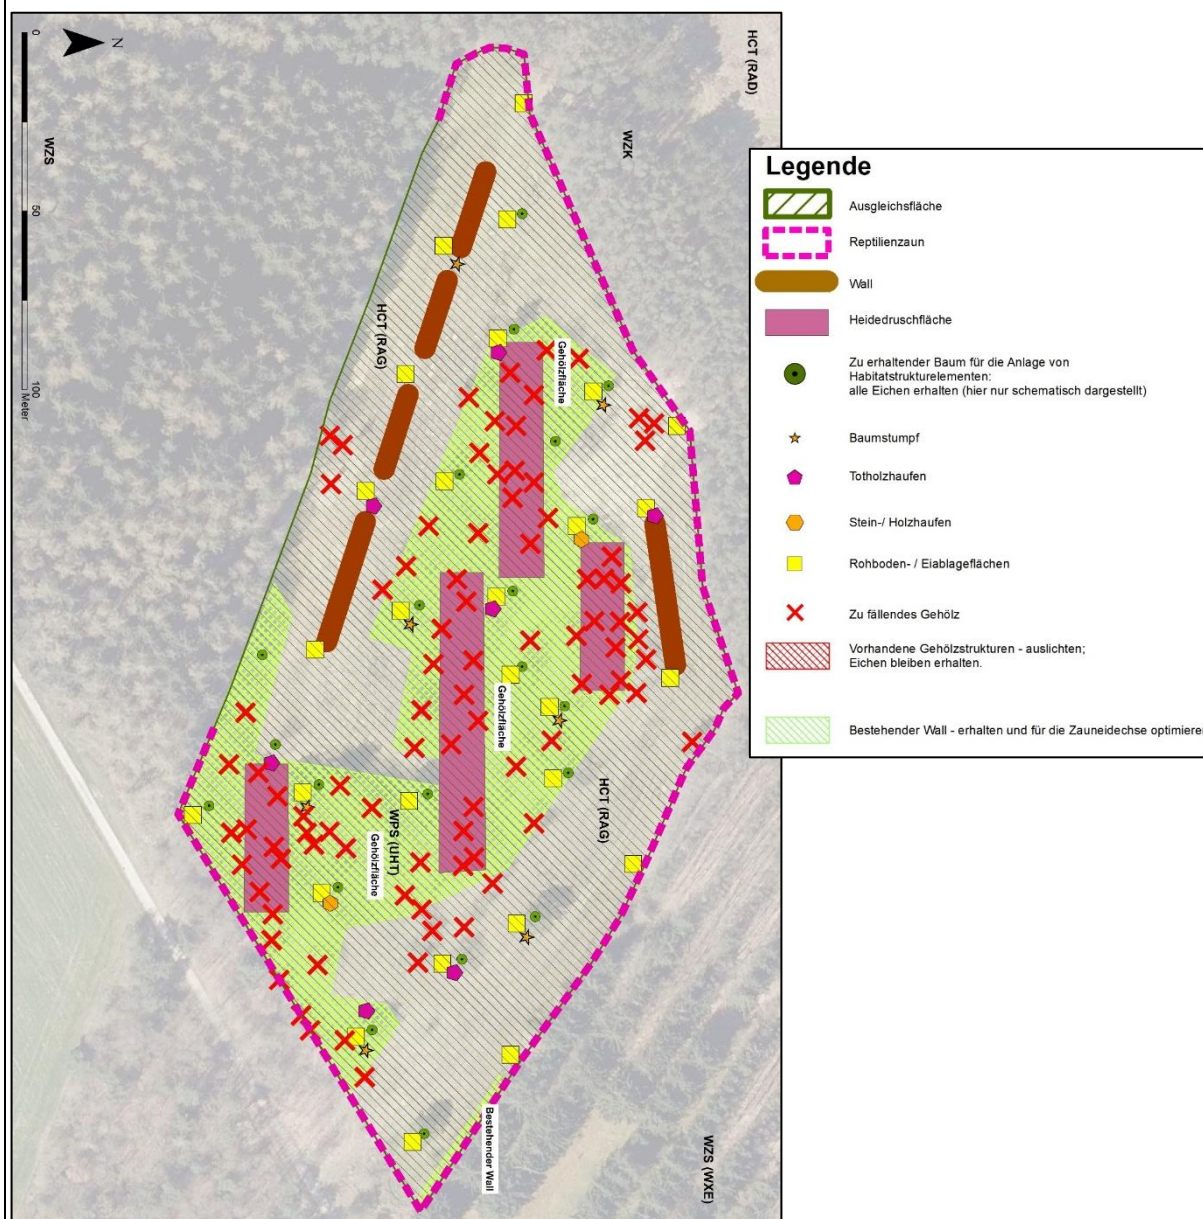 0
50
100
Meter
N
HCT (RAD)
WZS
WZK
HCT (RAG)
Gehölzfläche
Gehölzfläche
HCT (RAG)
WPS (UHT)
Gehölzfläche
Bestehender Wall
WZS (WXE)
Legende
Ausgleichsfläche
Reptilienzaun
Wall
Heidedruschfläche
Zu erhaltender Baum für die Anlage von
Habitatstrukturelementen:
alle Eichen erhalten (hier nur schematisch dargestellt)
Baumstumpf
Totholzhaufen
Stein-/ Holzhaufen
Rohboden- / Eiablageflächen
Zu fällendes Gehölz
Vorhandene Gehölzstrukturen - auslichten;
Eichen bleiben erhalten.
Bestehender Wall - erhalten und für die Zauneidechse optimieren